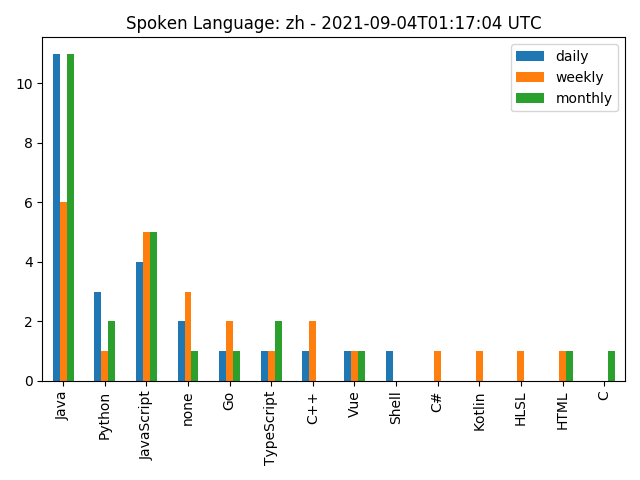 Spoken Language: zh - 2021-09-04T01:17:04 UTC
daily
weekly
monthly
10
8
6
4
2
0
Java
Python
JavaScript
none
Go
TypeScript
C++
Vue
Shell
C#
Kotlin
HLSL
HTML
C